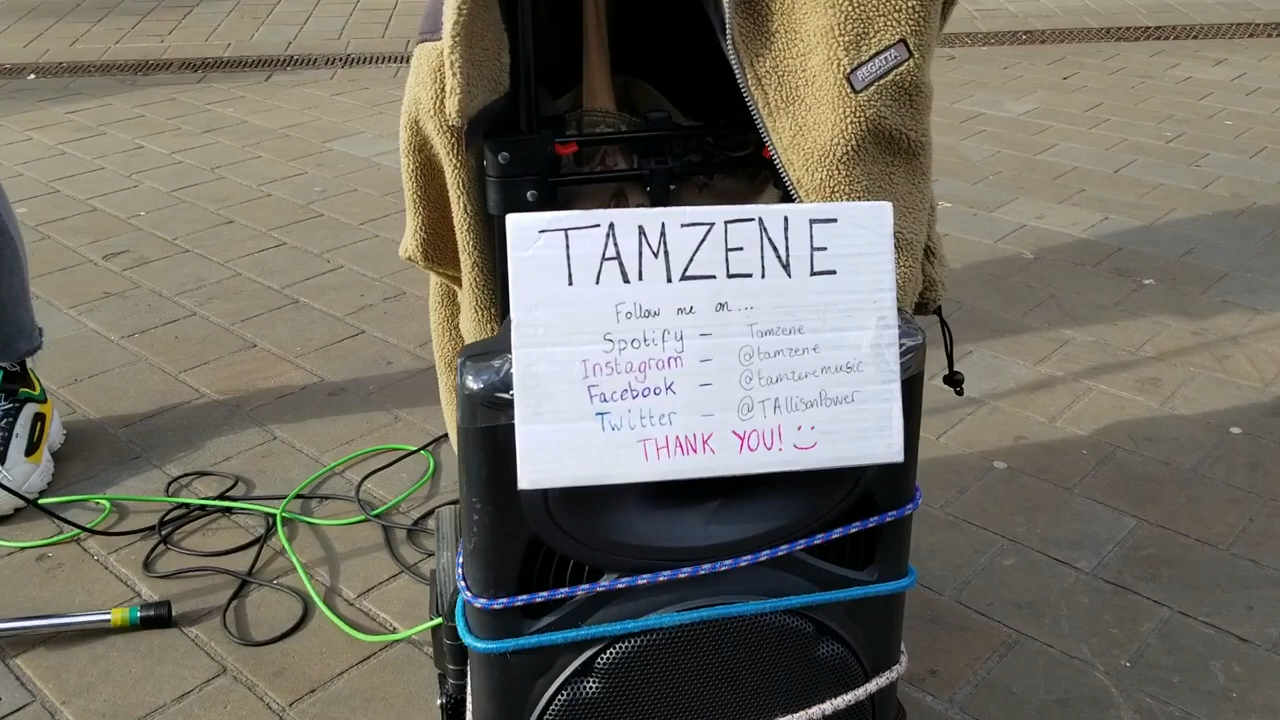 REGATTA
TAMZENE
Follow me on...
Spotify - Tamzene
Instagram - @tamzene
Facebook - @tamzenemusic
Twitter - @TAllisonPower
THANK YOU! :)